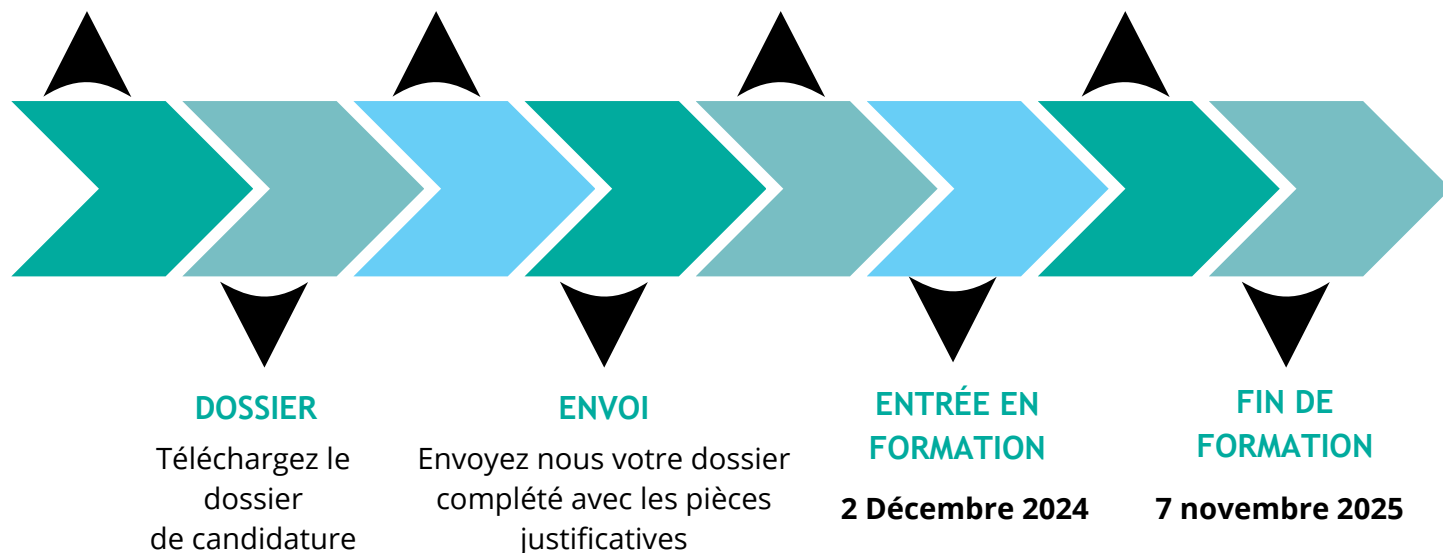 DOSSIER
Téléchargez le
dossier
de candidature
ENVOI
Envoyez nous votre dossier
complété avec les pièces
justificatives
ENTRÉE EN
FORMATION
2 Décembre 2024
FIN DE
FORMATION
7 novembre 2025